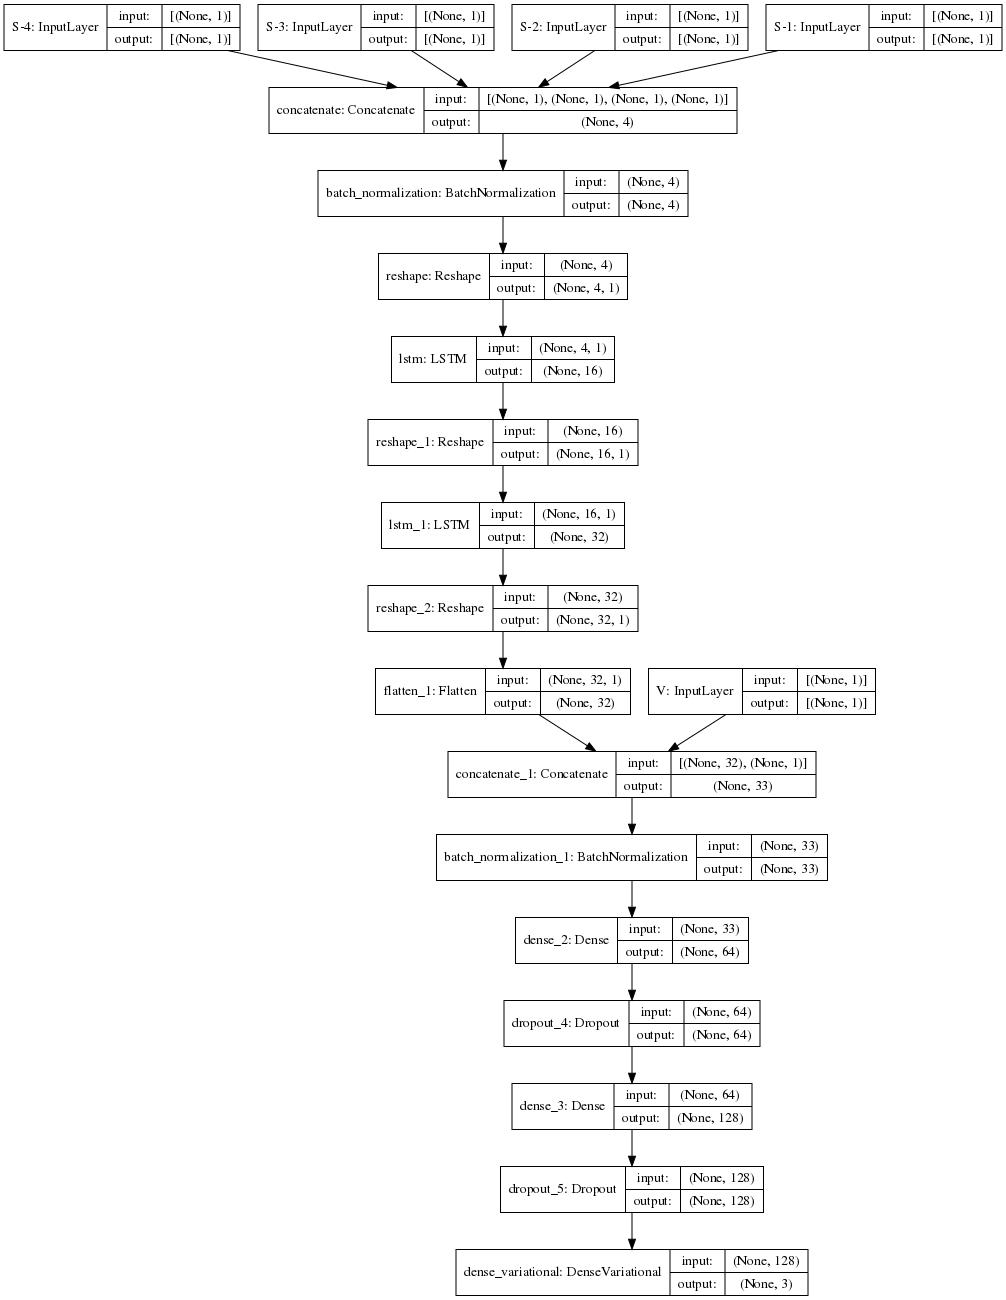 S-4: InputLayer input: [(None, 1)] output: [(None, 1)]
S-3: InputLayer input: [(None, 1)] output: [(None, 1)]
S-2: InputLayer input: [(None, 1)] output: [(None, 1)]
S-1: InputLayer input: [(None, 1)] output: [(None, 1)]
concatenate: Concatenate input: [(None, 1), (None, 1), (None, 1), (None, 1)] output: (None, 4)
batch_normalization: BatchNormalization input: (None, 4) output: (None, 4)
reshape: Reshape input: (None, 4) output: (None, 4, 1)
lstm: LSTM input: (None, 4, 1) output: (None, 16)
reshape_1: Reshape input: (None, 16) output: (None, 16, 1)
lstm_1: LSTM input: (None, 16, 1) output: (None, 32)
reshape_2: Reshape input: (None, 32) output: (None, 32, 1)
flatten_1: Flatten input: (None, 32, 1) output: (None, 32)
V: InputLayer input: [(None, 1)] output: [(None, 1)]
concatenate_1: Concatenate input: [(None, 32), (None, 1)] output: (None, 33)
batch_normalization_1: BatchNormalization input: (None, 33) output: (None, 33)
dense_2: Dense input: (None, 33) output: (None, 64)
dropout_4: Dropout input: (None, 64) output: (None, 64)
dense_3: Dense input: (None, 64) output: (None, 128)
dropout_5: Dropout input: (None, 128) output: (None, 128)
dense_variational: DenseVariational input: (None, 128) output: (None, 3)